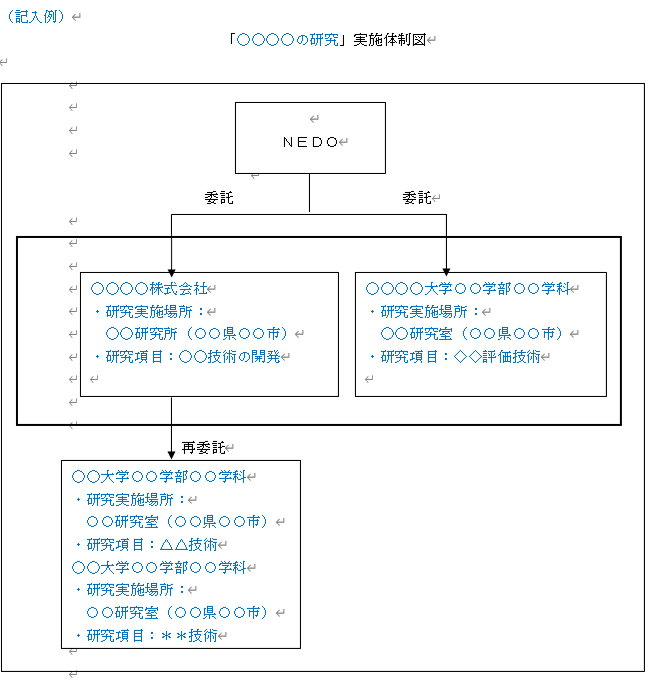 （記入例）
「○○○○の研究」実施体制図
ＮＥＤＯ
委託
委託
○○○○株式会社
・研究実施場所：
○○研究所（○○県○○市）
・研究項目：○○技術の開発
○○○○大学○○学部○○学科
・研究実施場所：
○○研究室（○○県○○市）
・研究項目：◇◇評価技術
再委託
○○大学○○学部○○学科
・研究実施場所：
○○研究室（○○県○○市）
・研究項目：△△技術
○○大学○○学部○○学科
・研究実施場所：
○○研究室（○○県○○市）
・研究項目：＊＊技術